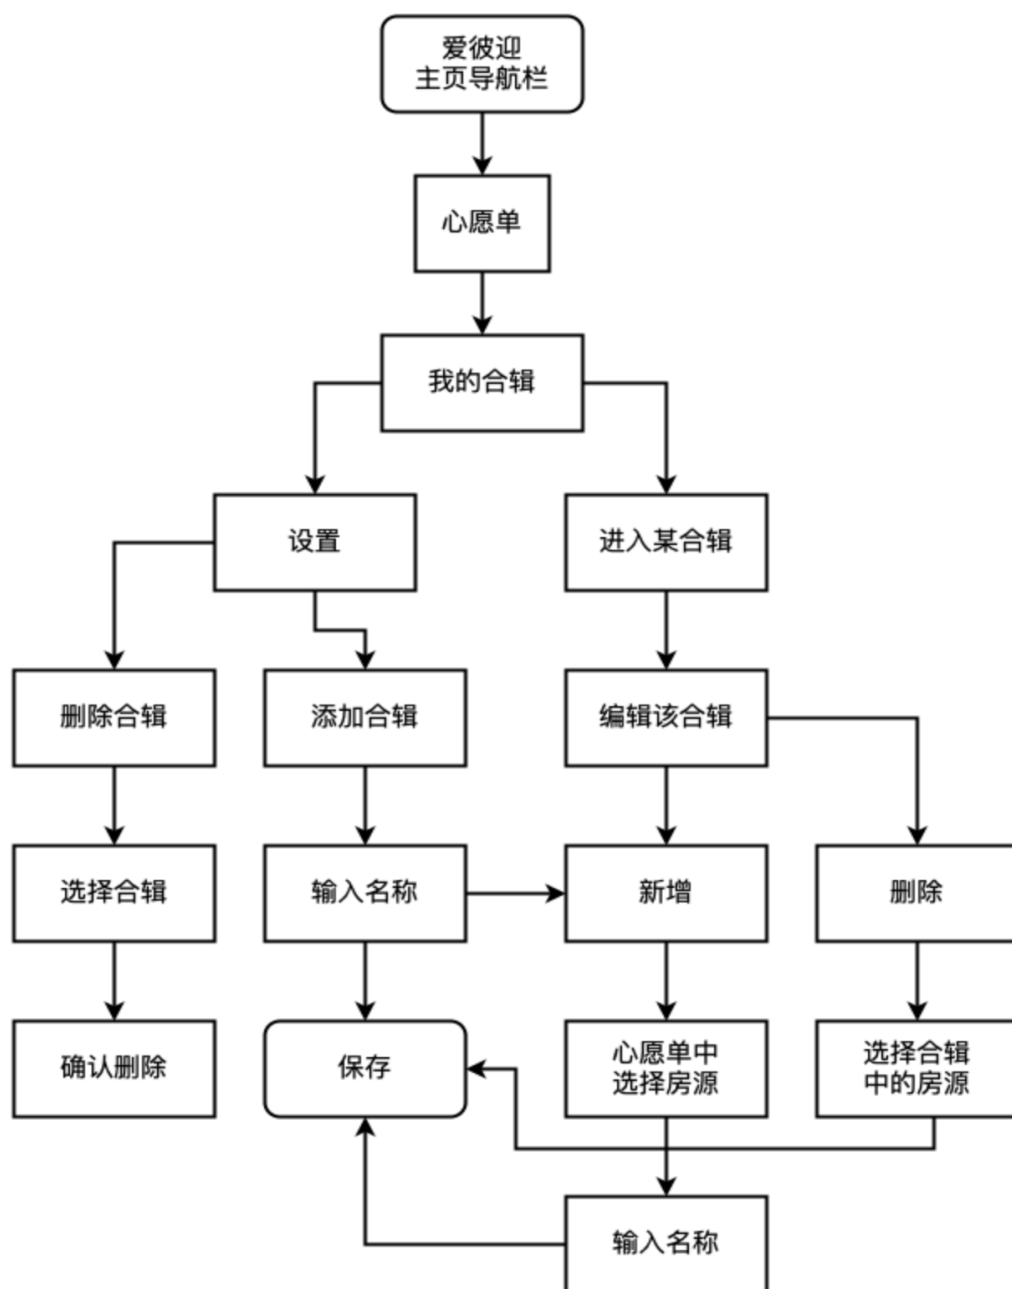 爱彼迎
主页导航栏
心愿单
我的合辑
设置
进入某合辑
删除合辑
添加合辑
编辑该合辑
选择合辑
输入名称
新增
删除
确认删除
保存
心愿单中
选择房源
选择合辑
中的房源
输入名称